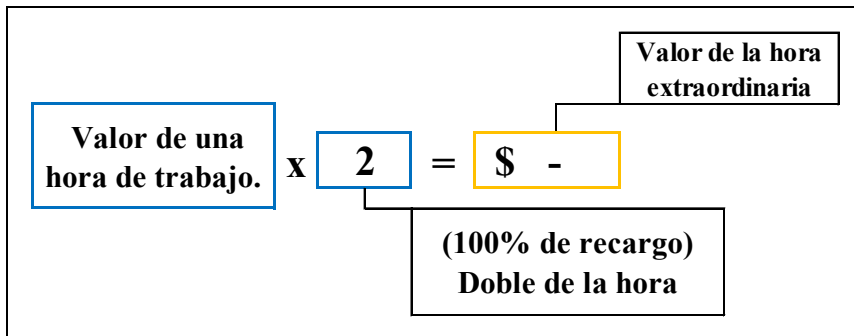 Valor de la hora
extraordinaria
Valor de una
hora de trabajo.
x 2 = $ -
(100% de recargo)
Doble de la hora